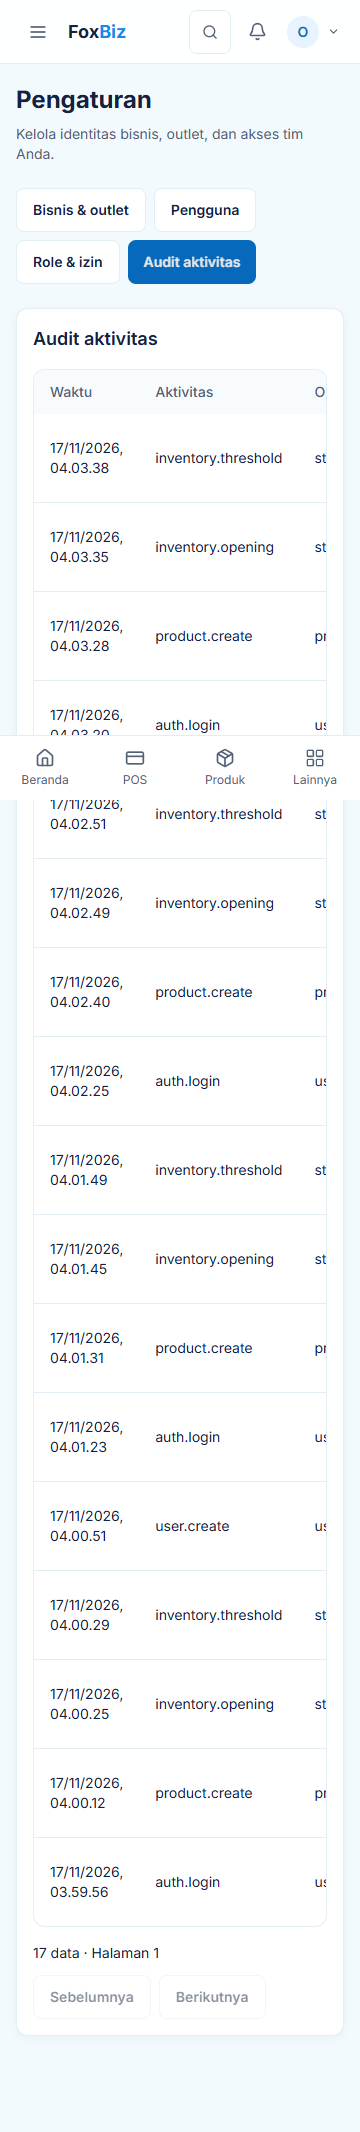 FoxBiz
O
Pengaturan
Kelola identitas bisnis, outlet, dan akses tim
Anda.
Bisnis & outlet
Pengguna
Role & izin
Audit aktivitas
Audit aktivitas
Waktu
Aktivitas
17/11/2026,
04.03.38
inventory.threshold
17/11/2026,
04.03.35
inventory.opening
17/11/2026,
04.03.28
product.create
17/11/2026,
auth.login
Beranda
POS
Produk
Lainnya
17/11/2026,
04.02.51
inventory.threshold
17/11/2026,
04.02.49
inventory.opening
17/11/2026,
04.02.40
product.create
17/11/2026,
04.02.25
auth.login
17/11/2026,
04.01.49
inventory.threshold
17/11/2026,
04.01.45
inventory.opening
17/11/2026,
04.01.31
product.create
17/11/2026,
04.01.23
auth.login
17/11/2026,
04.00.51
user.create
17/11/2026,
04.00.29
inventory.threshold
17/11/2026,
04.00.25
inventory.opening
17/11/2026,
04.00.12
product.create
17/11/2026,
03.59.56
auth.login
17 data · Halaman 1
Sebelumnya
Berikutnya